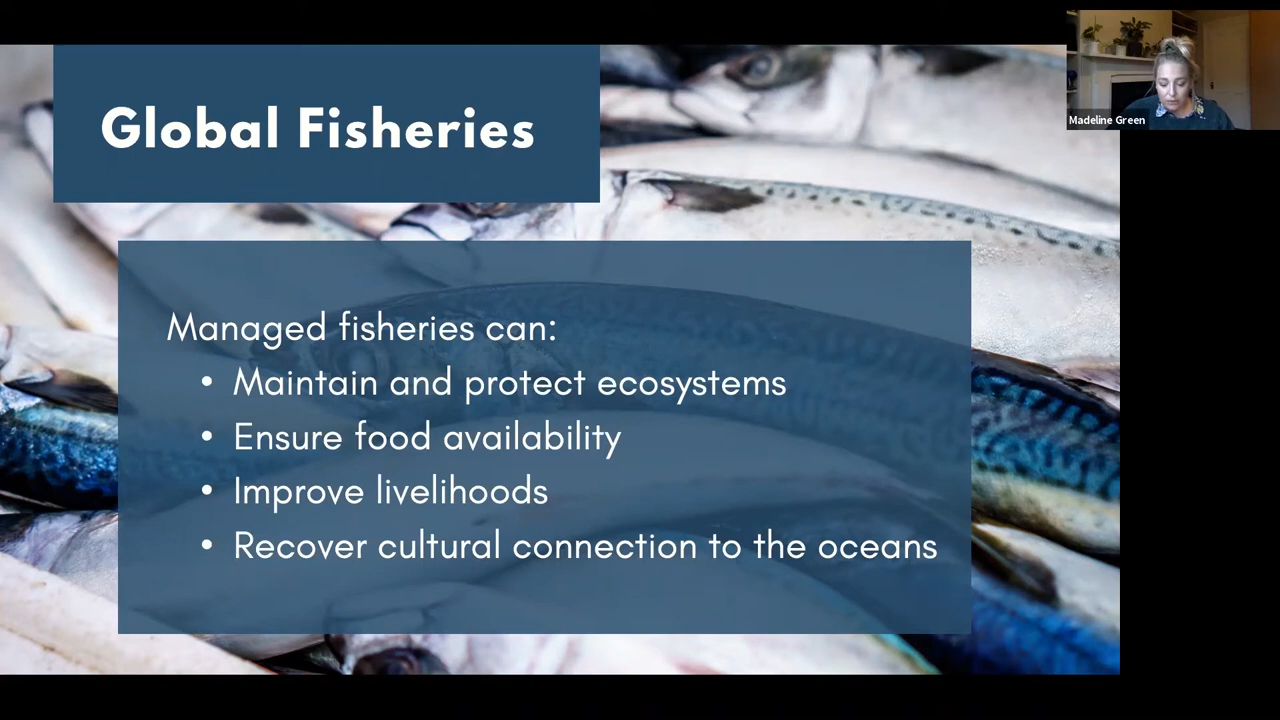 Global Fisheries
Madeline Green
Managed fisheries can:
• Maintain and protect ecosystems
• Ensure food availability
• Improve livelihoods
• Recover cultural connection to the oceans